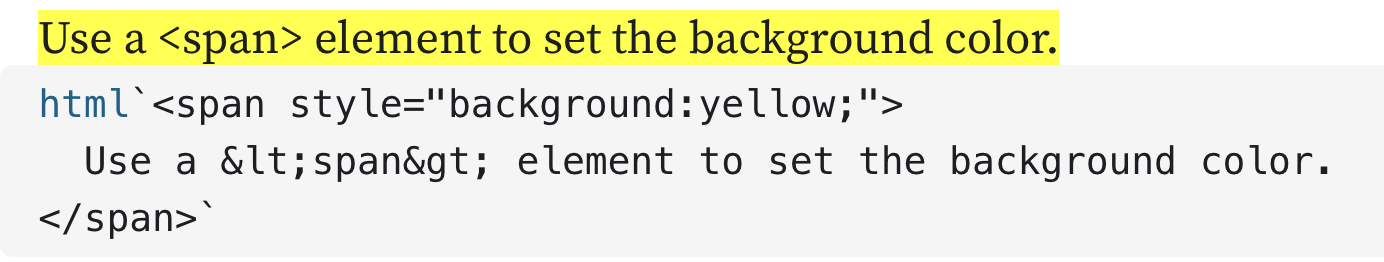 Use a <span> element to set the background color.
html`<span style="background:yellow;">
  Use a &lt;span&gt; element to set the background color.
</span>`